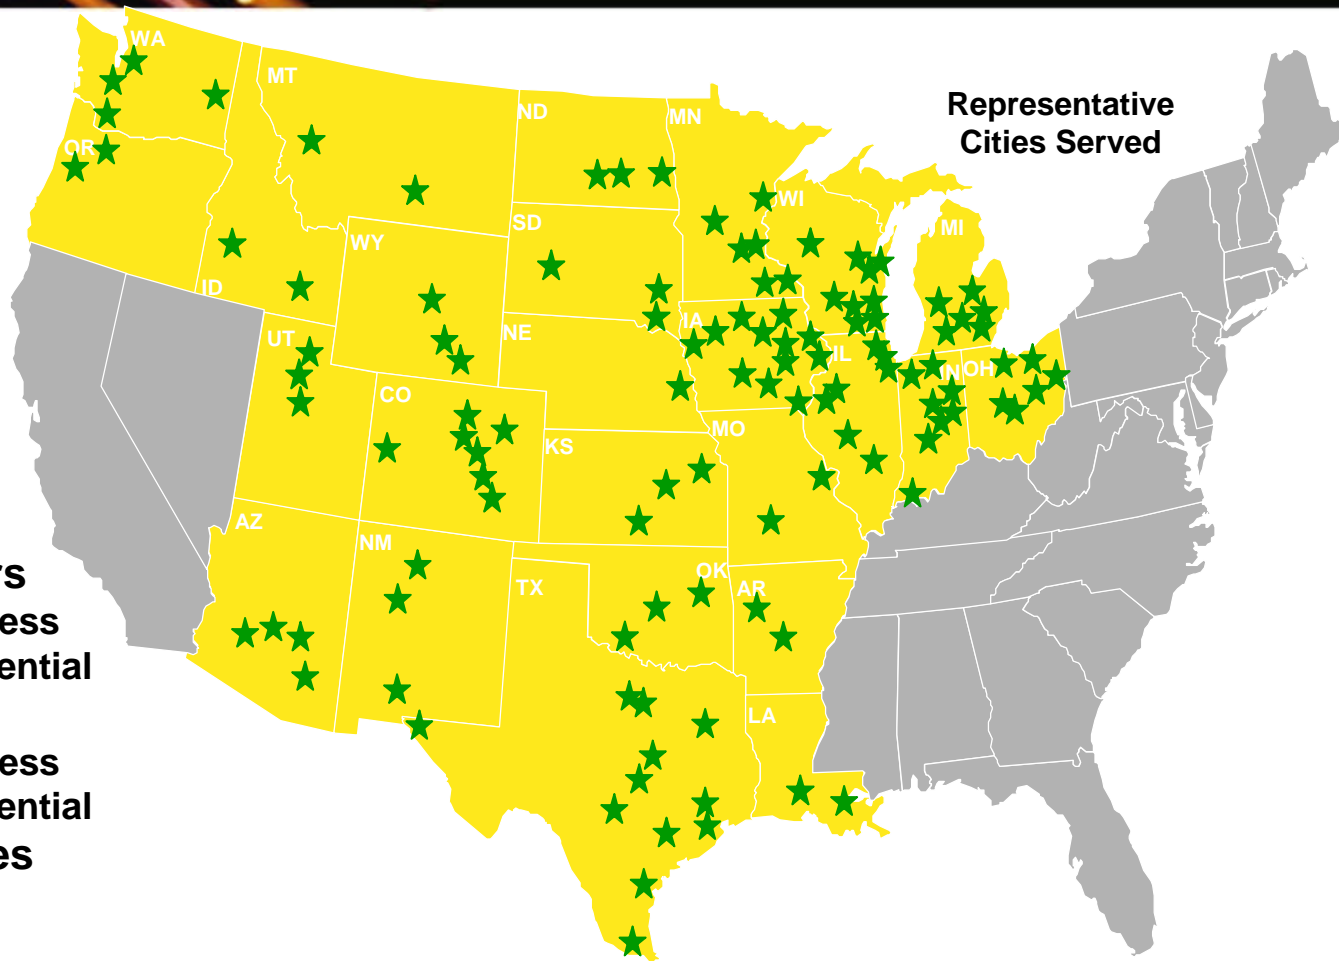 Representative
Cities Served
WA
MT
ND
MN
OR
WI
SD
MI
WY
ID
IA
NE
UT
IL
IN
OH
CO
MO
KS
AZ
NM
OK
TX
AR
LA
rs
ess
ential
ess
ential
es